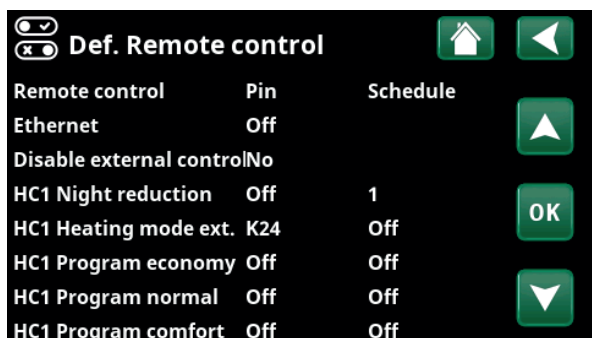 Def. Remote control
Remote control Pin Schedule
Ethernet Off
Disable external control No
HC1 Night reduction Off 1
HC1 Heating mode ext. K24 Off
OK
HC1 Program economy Off Off
HC1 Program normal Off Off
HC1 Program comfort Off Off